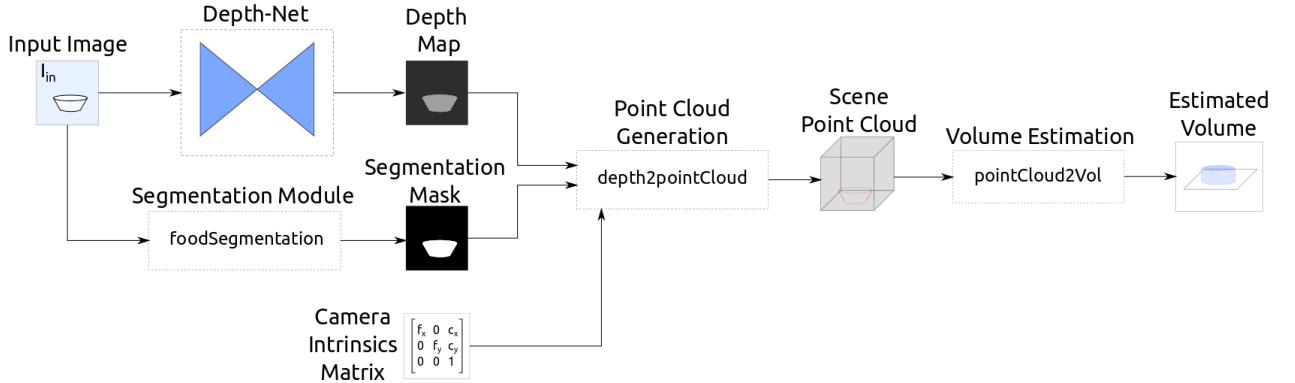 Depth-Net
Input Image
I_in
Depth
Map
Segmentation Module
foodSegmentation
Segmentation
Mask
Camera
Intrinsics
Matrix
f_x 0 c_x
0 f_y c_y
0 0 1
Point Cloud
Generation
depth2pointCloud
Scene
Point Cloud
Volume Estimation
pointCloud2Vol
Estimated
Volume